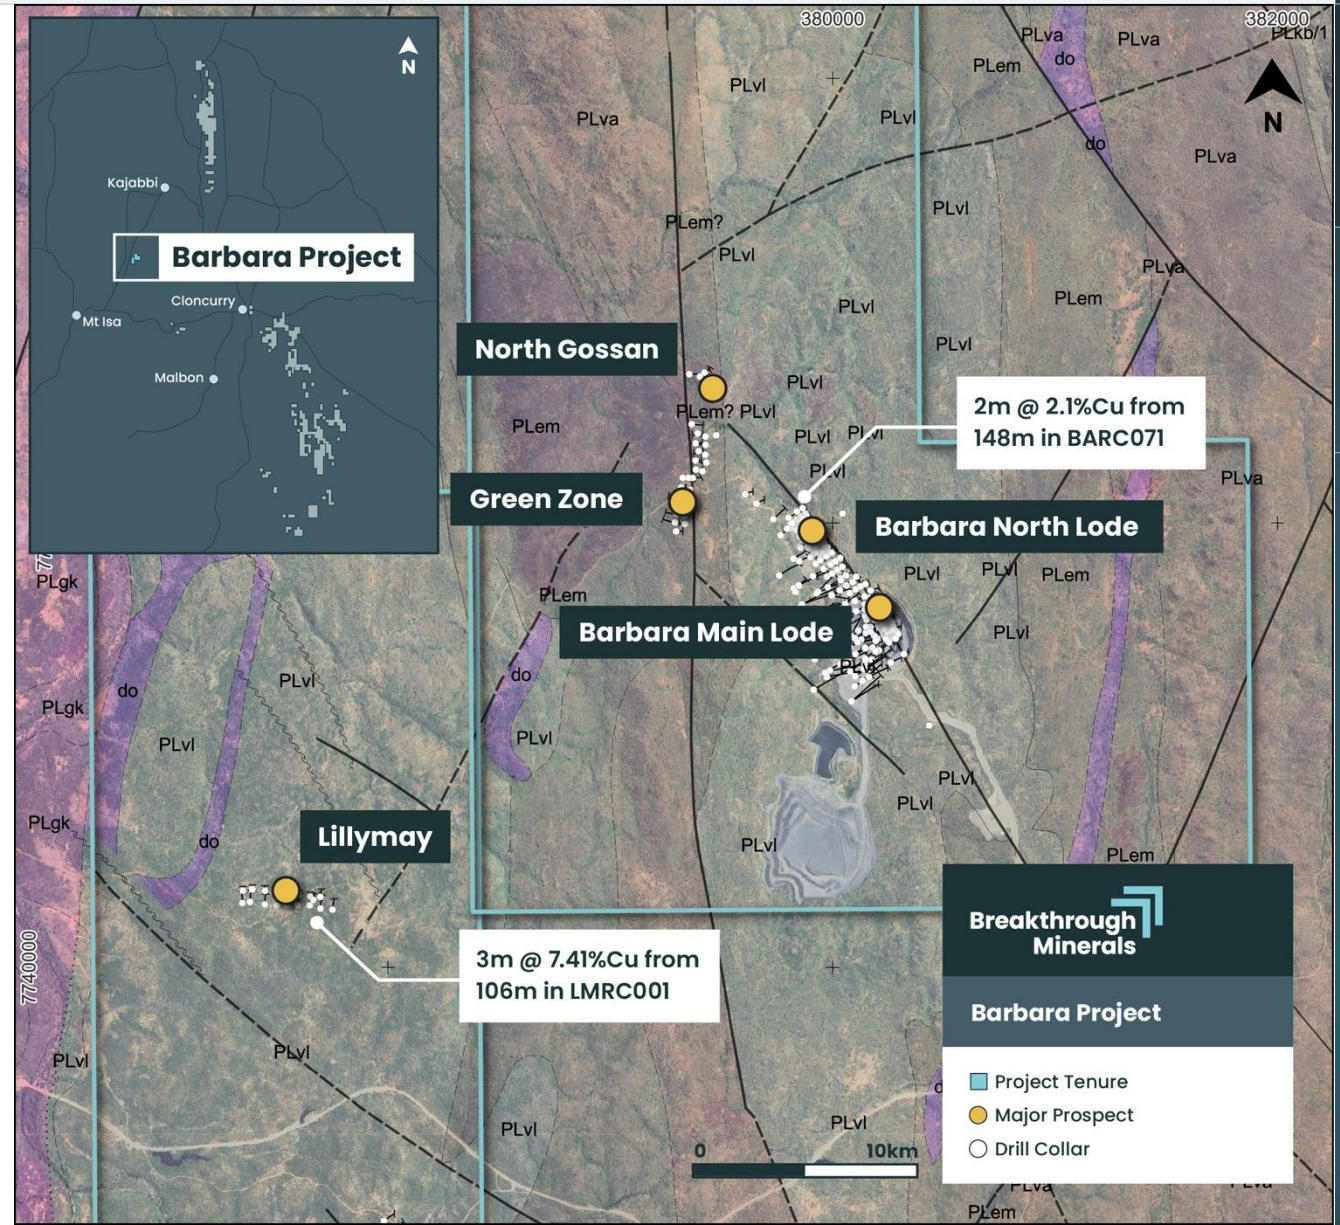 380000
382000
N
Kajabbi
Barbara Project
Cloncurry
Mt Isa
Malbon
PLva
PLva
PLkb/1
do
PLem
PLvl
PLva
PLvl
do
PLva
N
PLvl
PLem?
PLvl
PLva
PLem
PLvl
PLvl
North Gossan
PLvl
PLem? PLvl
PLem
PLvl
PLvl
PLvl
2m @ 2.1%Cu from
148m in BARC071
PLva
Green Zone
Barbara North Lode
PLgk
PLem
PLvl
PLvl
PLem
Barbara Main Lode
PLvl
PLvl
do
PLvl
do
PLgk
PLvl
PLvl
PLvl
PLvl
PLgk
Lillymay
do
PLvl
PLem
3m @ 7.41%Cu from
106m in LMRC001
7740000
PLvl
PLvl
PLvl
PLvl
0
10km
Breakthrough
Minerals
Barbara Project
Project Tenure
Major Prospect
Drill Collar
PLva
PLem